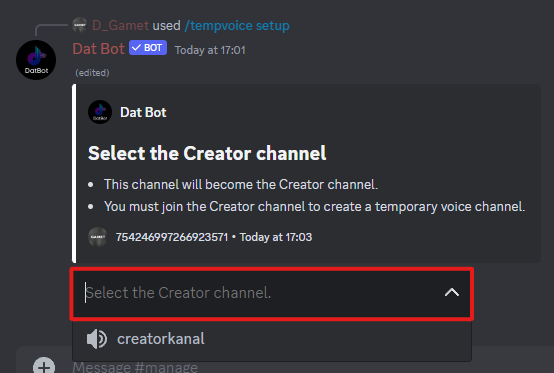 D_Gamet used /tempvoice setup
Dat Bot ✓ BOT Today at 17:01
DatBot
(edited)
Dat Bot
Select the Creator channel
• This channel will become the Creator channel.
• You must join the Creator channel to create a temporary voice channel.
754246997266923571 • Today at 17:03
Select the Creator channel.
creatorkanal
Message #manage